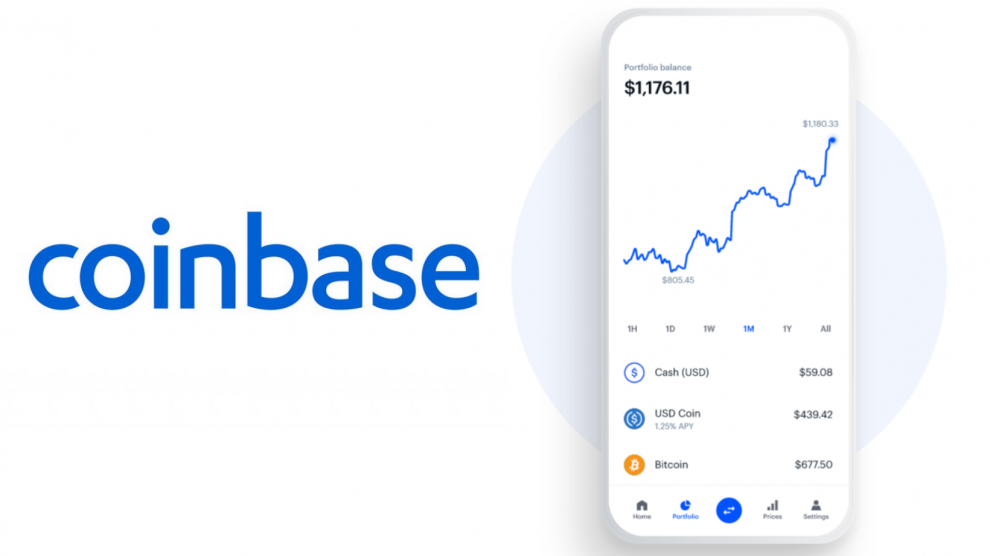 coinbase
Portfolio balance
$1,176.11
$1,180.33
$805.45
1H 1D 1W 1M 1Y All
Cash (USD) $59.08
USD Coin $439.42
1.25% APY
Bitcoin $677.50
Home Portfolio Prices Settings